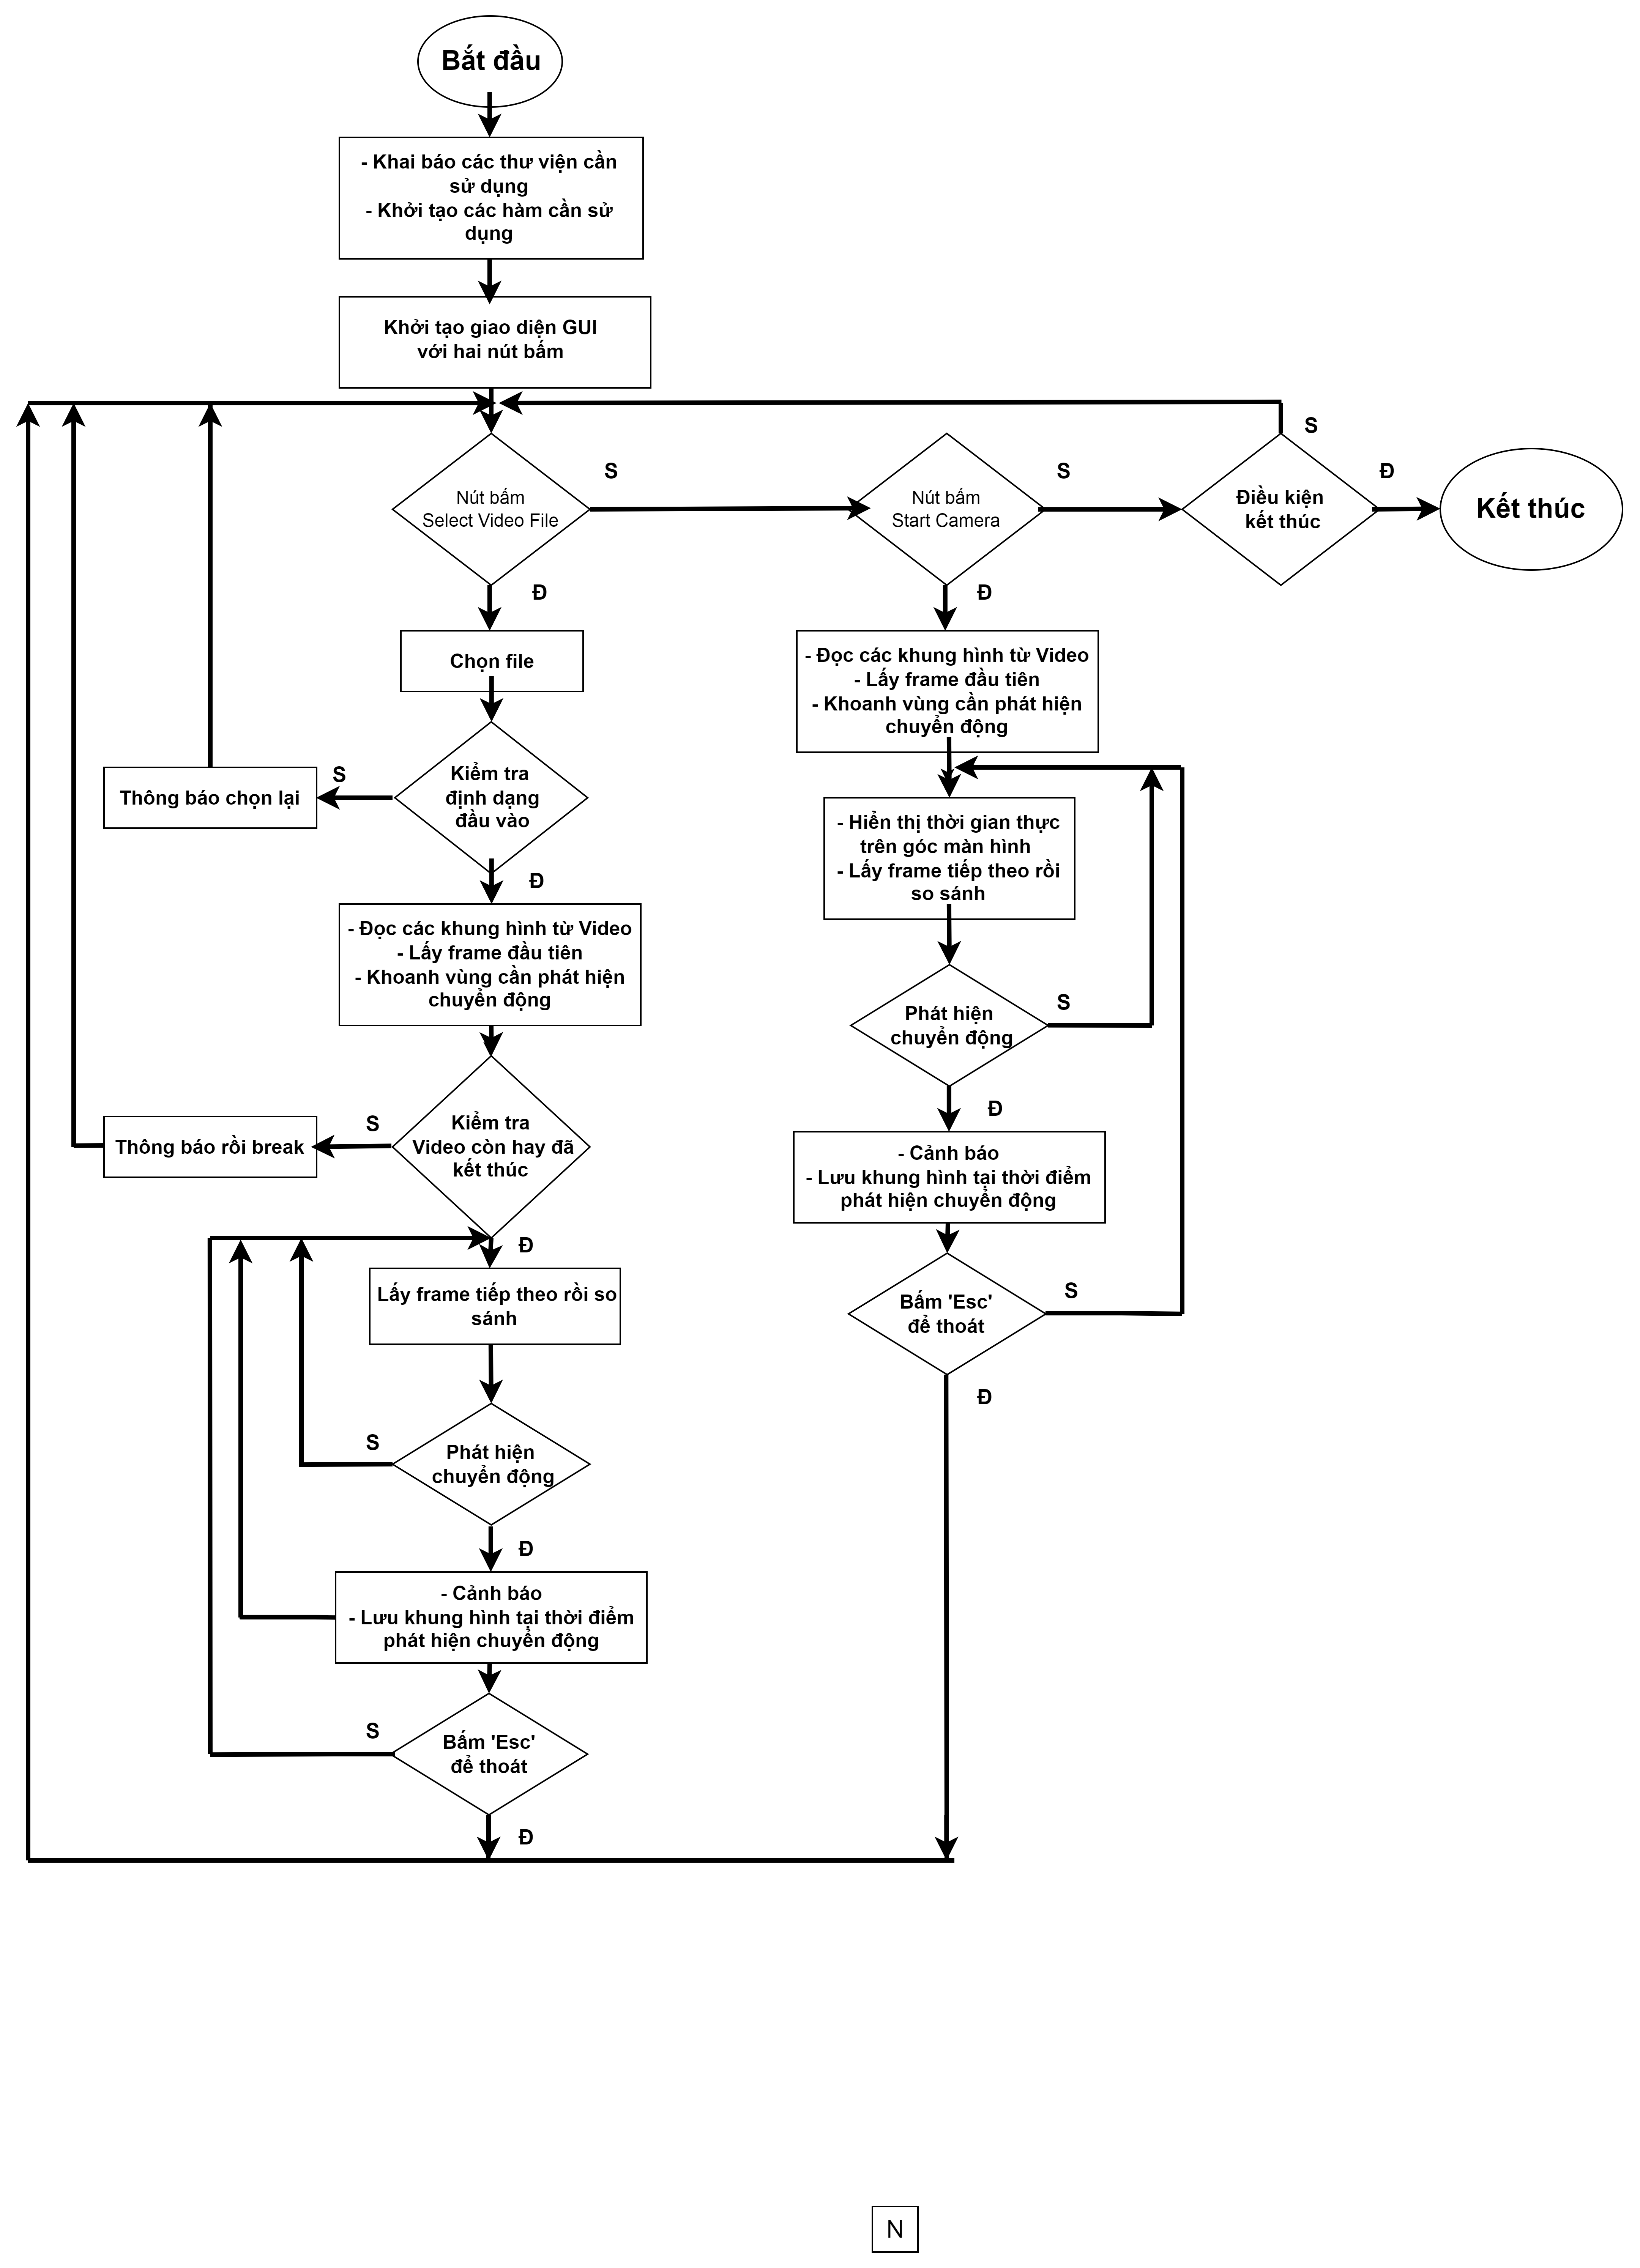 Bắt đầu
- Khai báo các thư viện cần
sử dụng
- Khởi tạo các hàm cần sử
dụng
Khởi tạo giao diện GUI
với hai nút bấm
S
Nút bấm
Select Video File
S
Nút bấm
Start Camera
S
Điều kiện
kết thúc
Đ
Kết thúc
Đ
Chọn file
Kiểm tra
định dạng
đầu vào
S
Thông báo chọn lại
Đ
- Đọc các khung hình từ Video
- Lấy frame đầu tiên
- Khoanh vùng cần phát hiện
chuyển động
Kiểm tra
Video còn hay đã
kết thúc
S
Thông báo rồi break
Đ
Lấy frame tiếp theo rồi so
sánh
Phát hiện
chuyển động
S
Đ
- Cảnh báo
- Lưu khung hình tại thời điểm
phát hiện chuyển động
Bấm 'Esc'
để thoát
S
Đ
Đ
- Đọc các khung hình từ Video
- Lấy frame đầu tiên
- Khoanh vùng cần phát hiện
chuyển động
- Hiển thị thời gian thực
trên góc màn hình
- Lấy frame tiếp theo rồi
so sánh
Phát hiện
chuyển động
S
Đ
- Cảnh báo
- Lưu khung hình tại thời điểm
phát hiện chuyển động
Bấm 'Esc'
để thoát
S
Đ
N